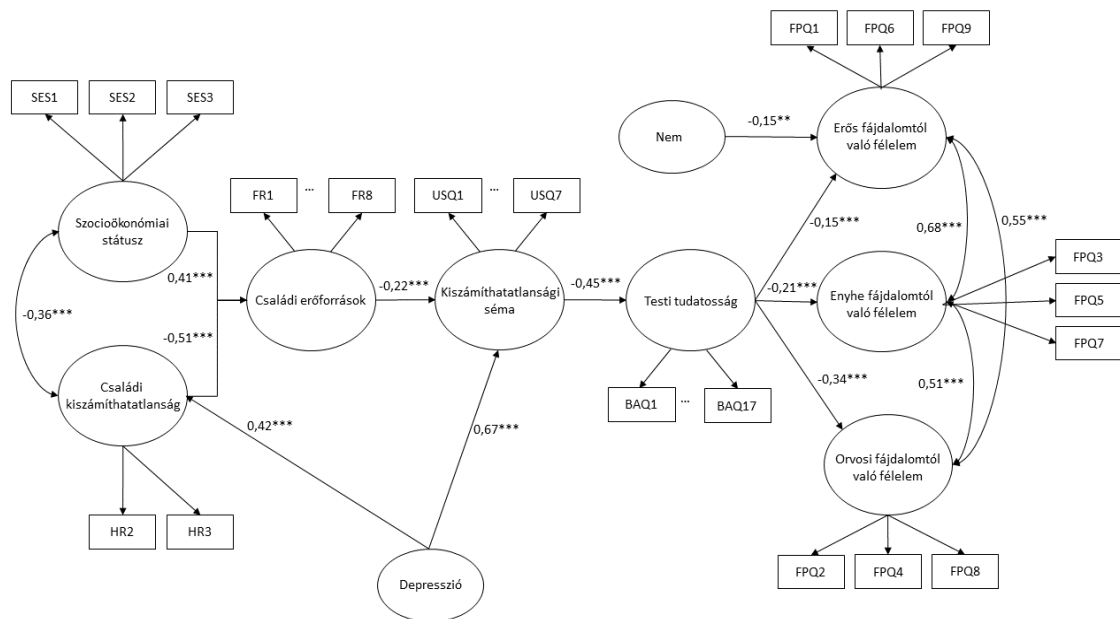 FPQ1
FPQ6
FPQ9
SES1
SES2
SES3
Nem
-0,15**
Erős fájdalomtól
való félelem
FR1
...
FR8
USQ1
...
USQ7
Szocioökonómiai
státusz
-0,15***
0,68***
0,55***
0,41***
Családi erőforrások
-0,22***
Kiszámíthatatlansági
séma
-0,45***
Testi tudatosság
-0,21***
Enyhe fájdalomtól
való félelem
FPQ3
FPQ5
FPQ7
-0,36***
-0,51***
Családi
kiszámíthatatlanság
-0,34***
0,51***
BAQ1
...
BAQ17
0,42***
0,67***
Orvosi fájdalomtól
való félelem
HR2
HR3
Depresszió
FPQ2
FPQ4
FPQ8